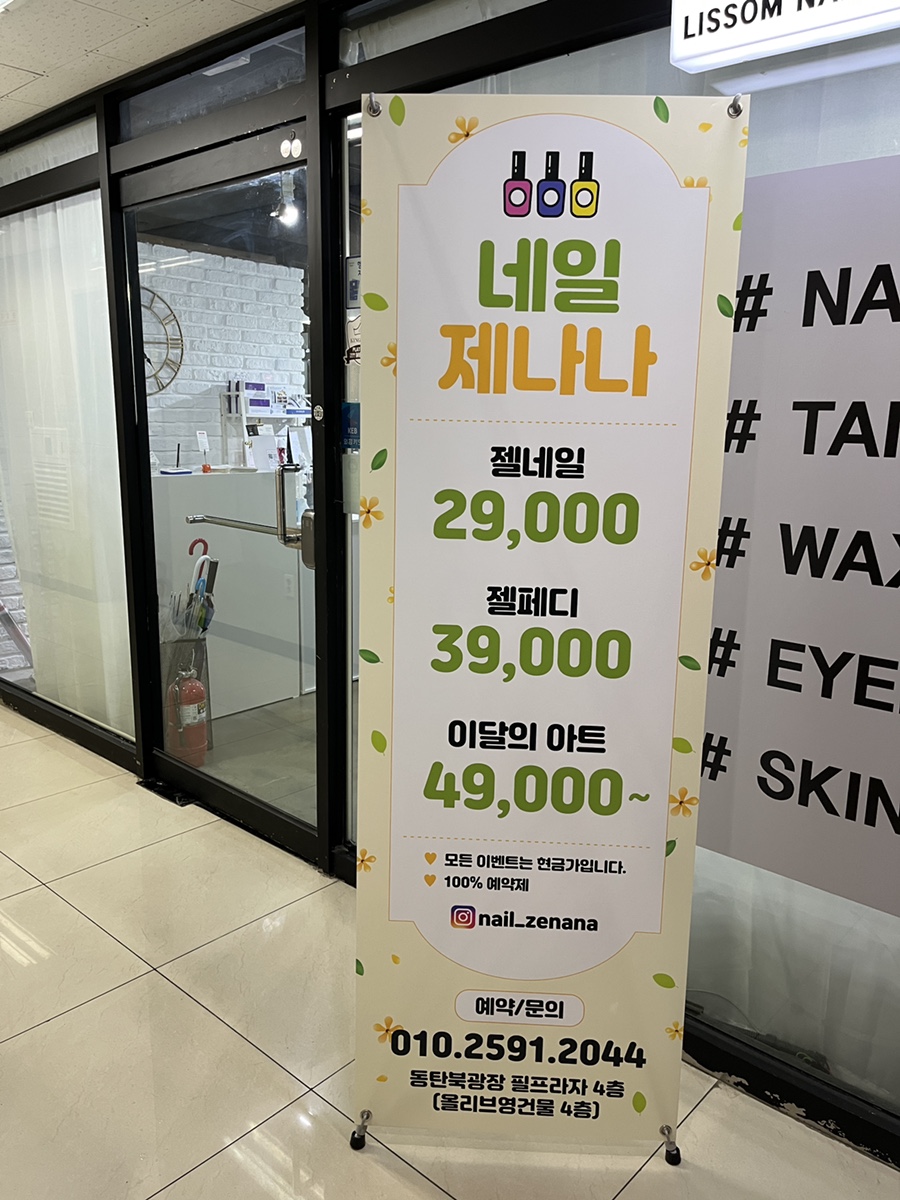 LISSOM NA
네일
제나나
젤네일
29,000
젤페디
39,000
이달의 아트
49,000~
모든 이벤트는 현금가입니다.
100% 예약제
nail_zenana
예약/문의
010.2591.2044
동탄북광장 필프라자 4층
(올리브영건물 4층)
# NA
# TA
# WAX
# EYE
# SKIN